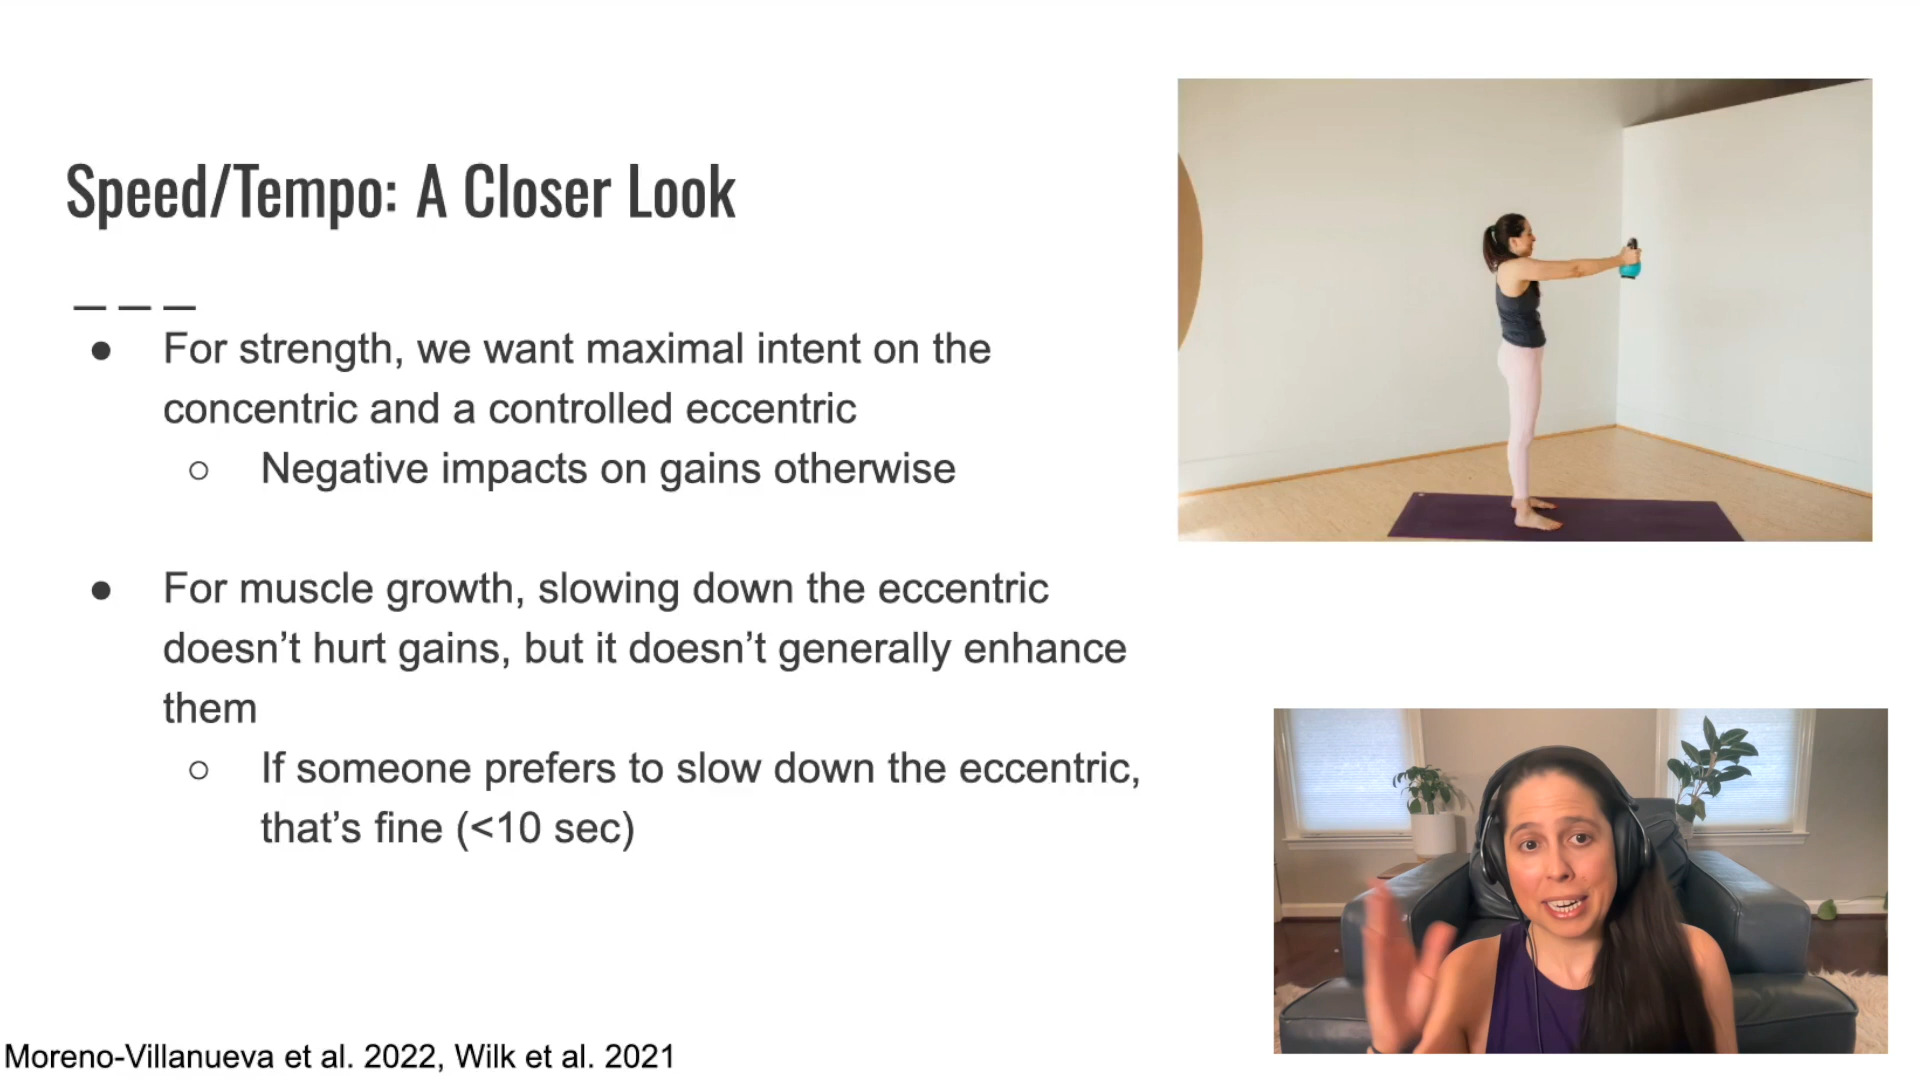 Speed/Tempo: A Closer Look
● For strength, we want maximal intent on the
concentric and a controlled eccentric
○ Negative impacts on gains otherwise
● For muscle growth, slowing down the eccentric
doesn’t hurt gains, but it doesn’t generally enhance
them
○ If someone prefers to slow down the eccentric,
that’s fine (<10 sec)
Moreno-Villanueva et al. 2022, Wilk et al. 2021